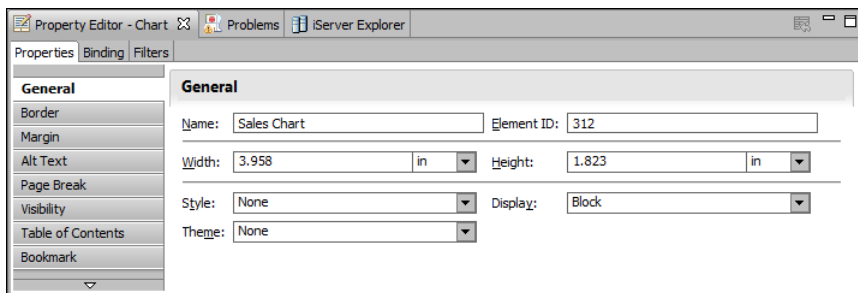 Property Editor - Chart Problems iServer Explorer
Properties Binding Filters
General
Border
Margin
Alt Text
Page Break
Visibility
Table of Contents
Bookmark
General
Name: Sales Chart Element ID: 312
Width: 3.958 in Height: 1.823 in
Style: None Display: Block
Theme: None